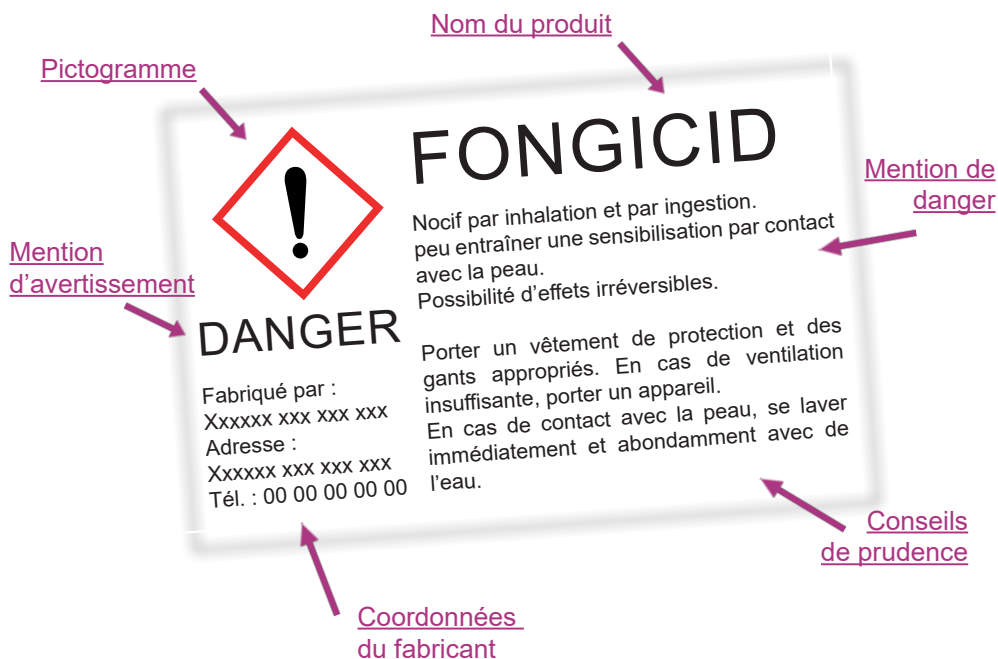 Nom du produit
Pictogramme
FONGICID
Mention de
danger
Nocif par inhalation et par ingestion.
peu entraîner une sensibilisation par contact
avec la peau.
Possibilité d’effets irréversibles.
Mention
d’avertissement
!
DANGER
Porter un vêtement de protection et des
gants appropriés. En cas de ventilation
insuffisante, porter un appareil.
En cas de contact avec la peau, se laver
immédiatement et abondamment avec de
l’eau.
Fabriqué par :
Xxxxxx xxx xxx xxx
Adresse :
Xxxxxx xxx xxx xxx
Tél. : 00 00 00 00 00
Conseils
de prudence
Coordonnées
du fabricant